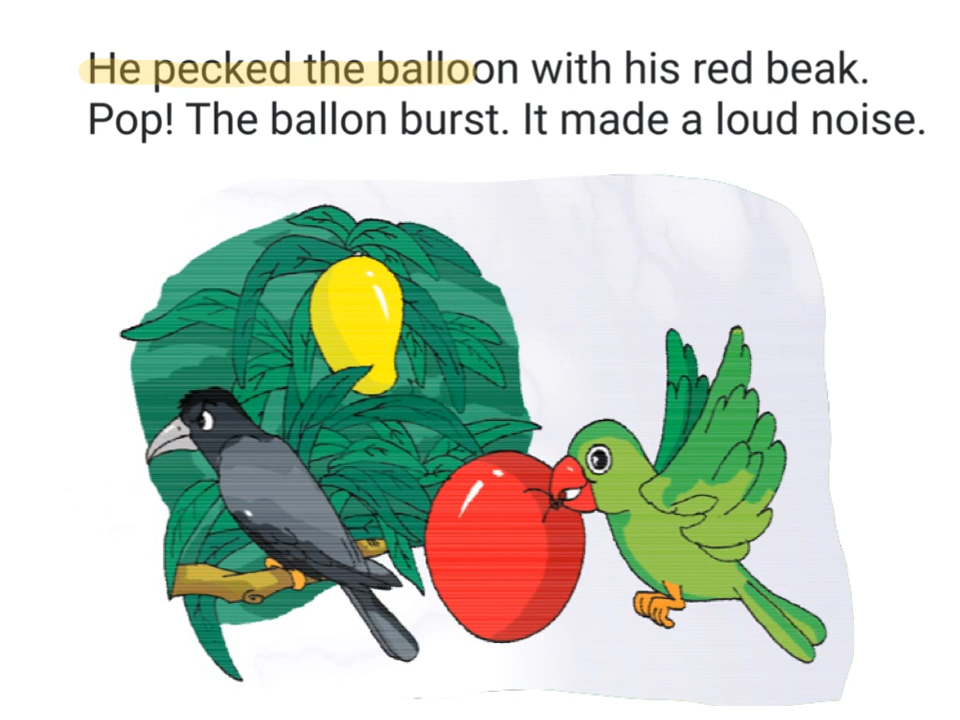 He pecked the balloon with his red beak.
Pop! The ballon burst. It made a loud noise.